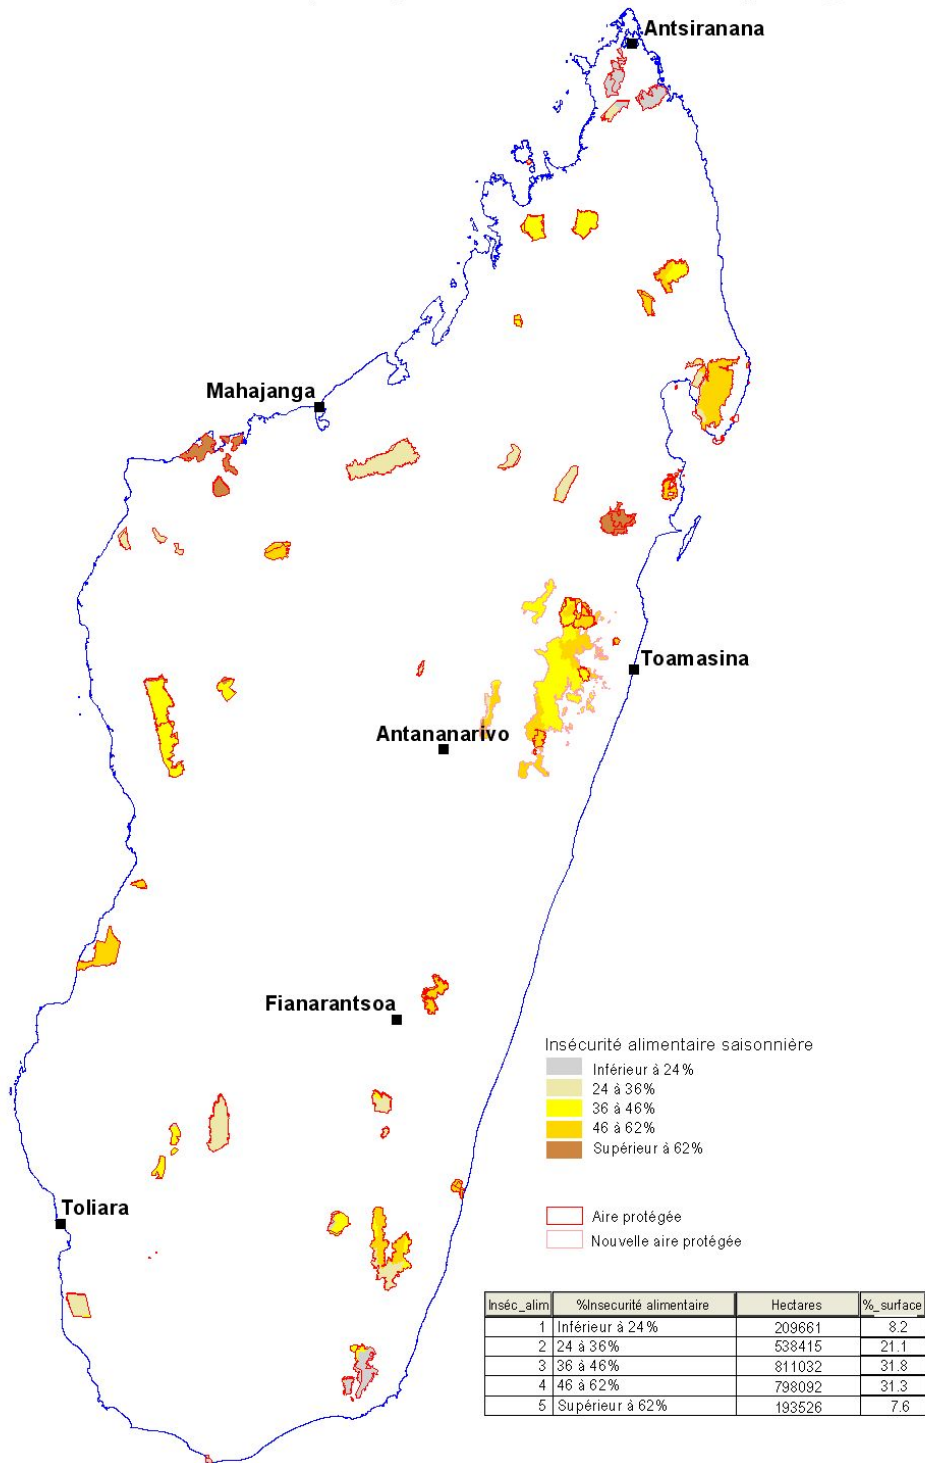 Antsiranana
Mahajanga
Toamasina
Antananarivo
Fianarantsoa
Toliara
Insécurité alimentaire saisonnière
Inférieur à 24%
24 à 36%
36 à 46%
46 à 62%
Supérieur à 62%
Aire protégée
Nouvelle aire protégée
Inséc_alim %Insecurité alimentaire Hectares %_surface
1 Inférieur à 24% 209661 8.2
2 24 à 36% 538415 21.1
3 36 à 46% 811032 31.8
4 46 à 62% 798092 31.3
5 Supérieur à 62% 193526 7.6